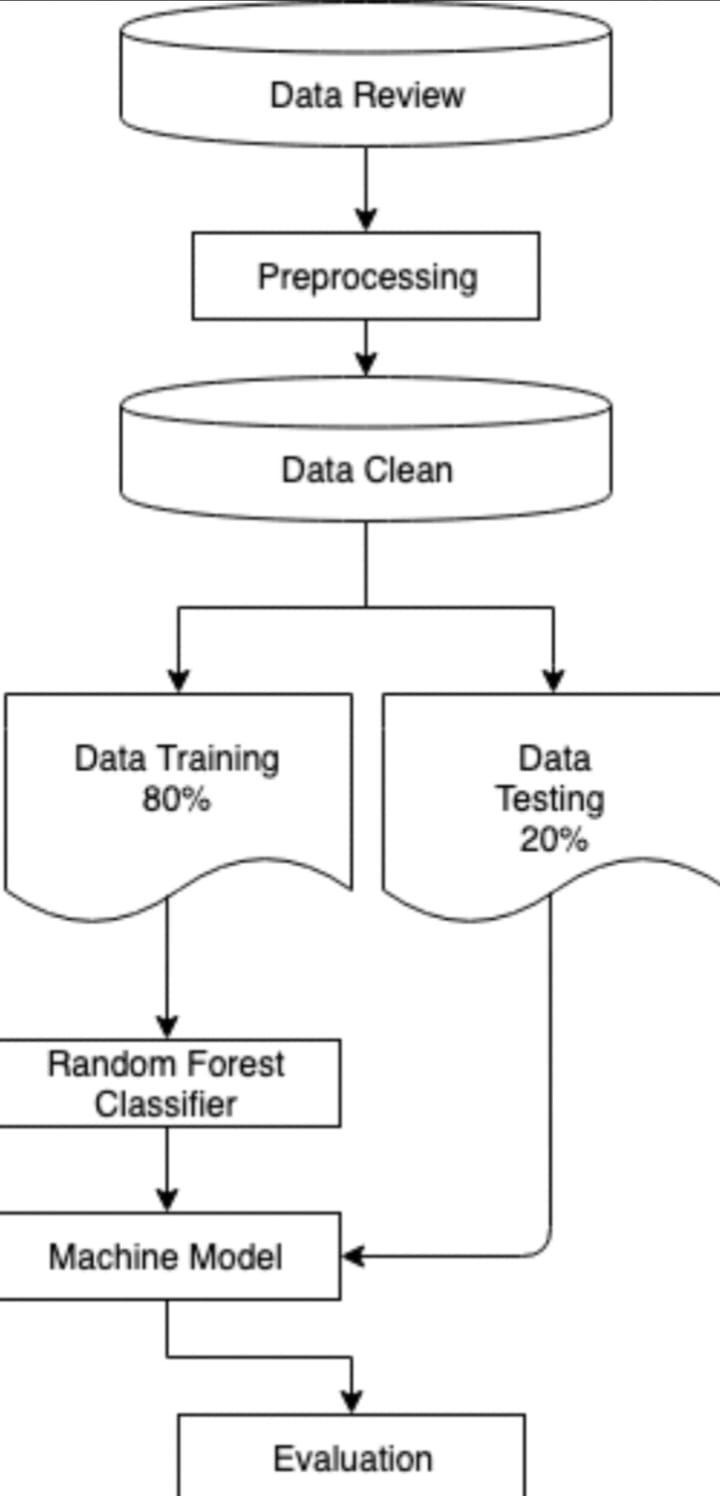 Data Review
Preprocessing
Data Clean
Data Training
80%
Data
Testing
20%
Random Forest
Classifier
Machine Model
Evaluation